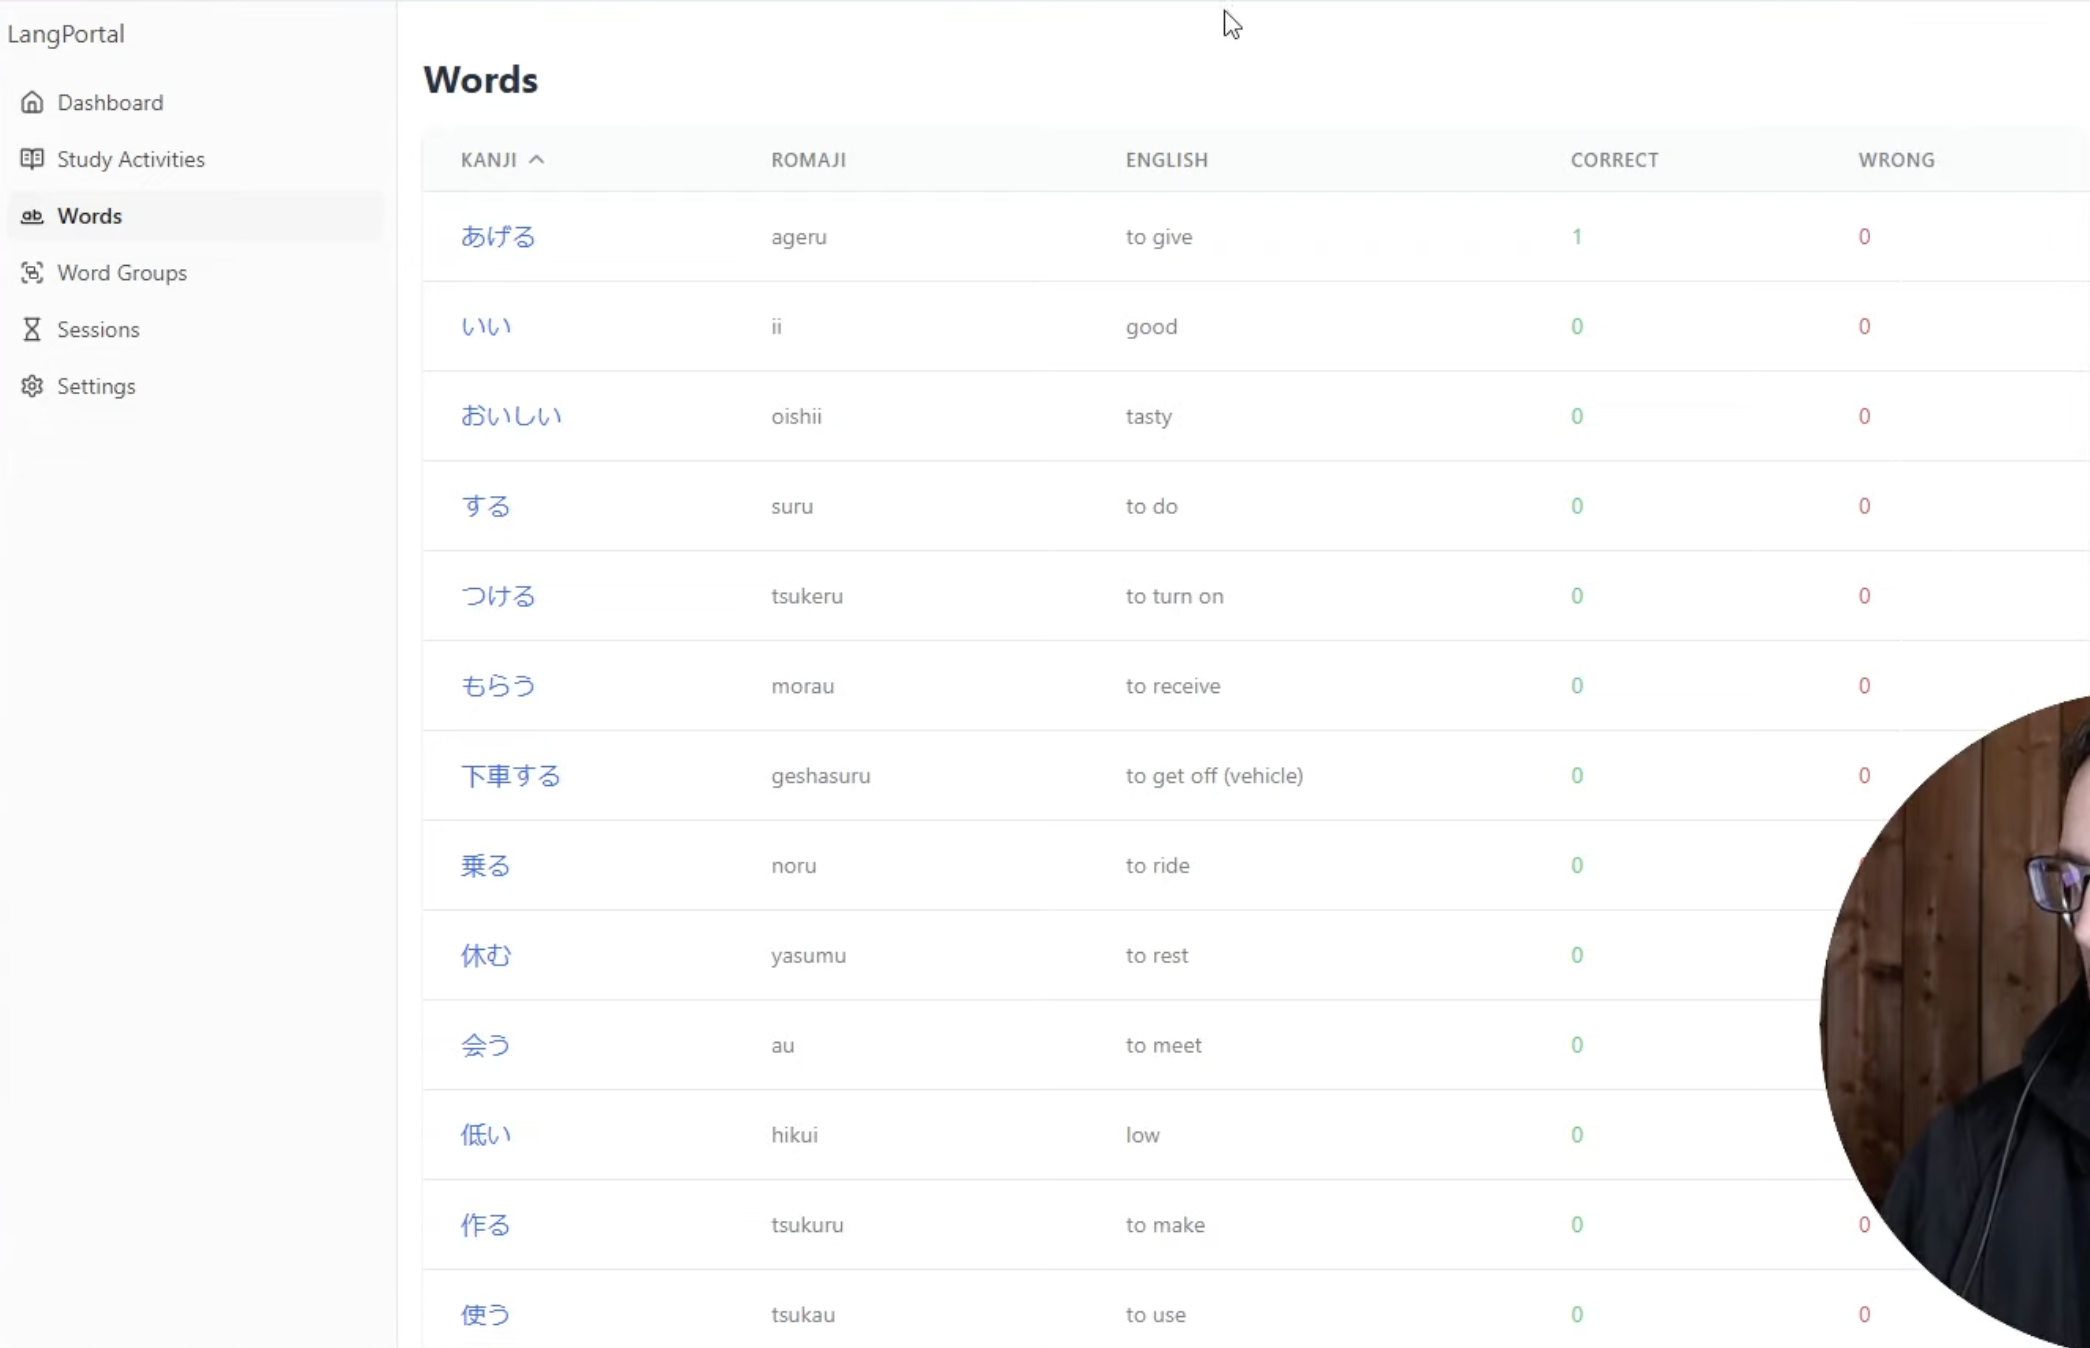 LangPortal
Dashboard
Study Activities
Words
Word Groups
Sessions
Settings
Words
KANJI ROMAJI ENGLISH CORRECT WRONG
あげる ageru to give 1 0
いい ii good 0 0
おいしい oishii tasty 0 0
する suru to do 0 0
つける tsukeru to turn on 0 0
もらう morau to receive 0 0
下車する geshasuru to get off (vehicle) 0 0
乗る noru to ride 0
休む yasumu to rest 0
会う au to meet 0
低い hikui low 0
作る tsukuru to make 0 0
使う tsukau to use 0 0